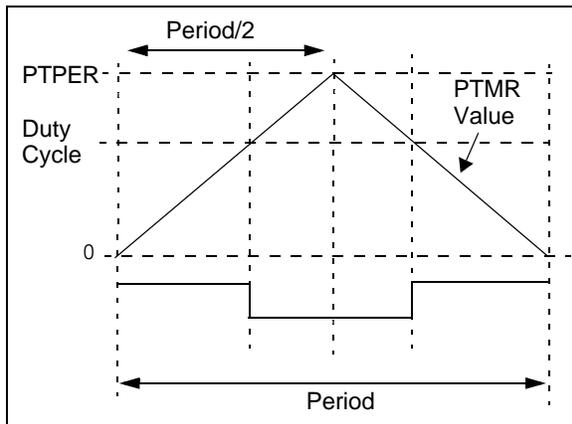 Period/2
PTPER
PTMR
Value
Duty
Cycle
0
Period